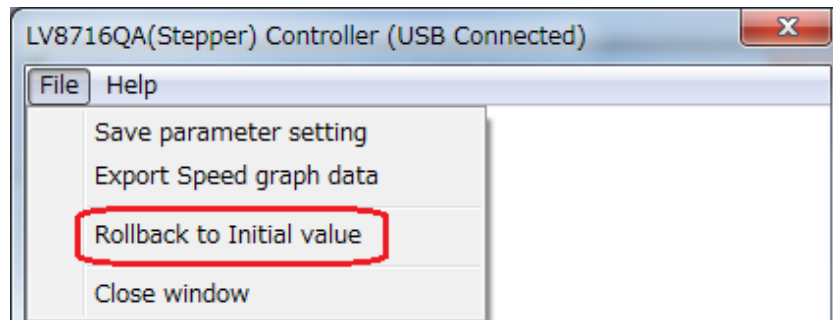 LV8716QA(Stepper) Controller (USB Connected)
File Help
Save parameter setting
Export Speed graph data
Rollback to Initial value
Close window